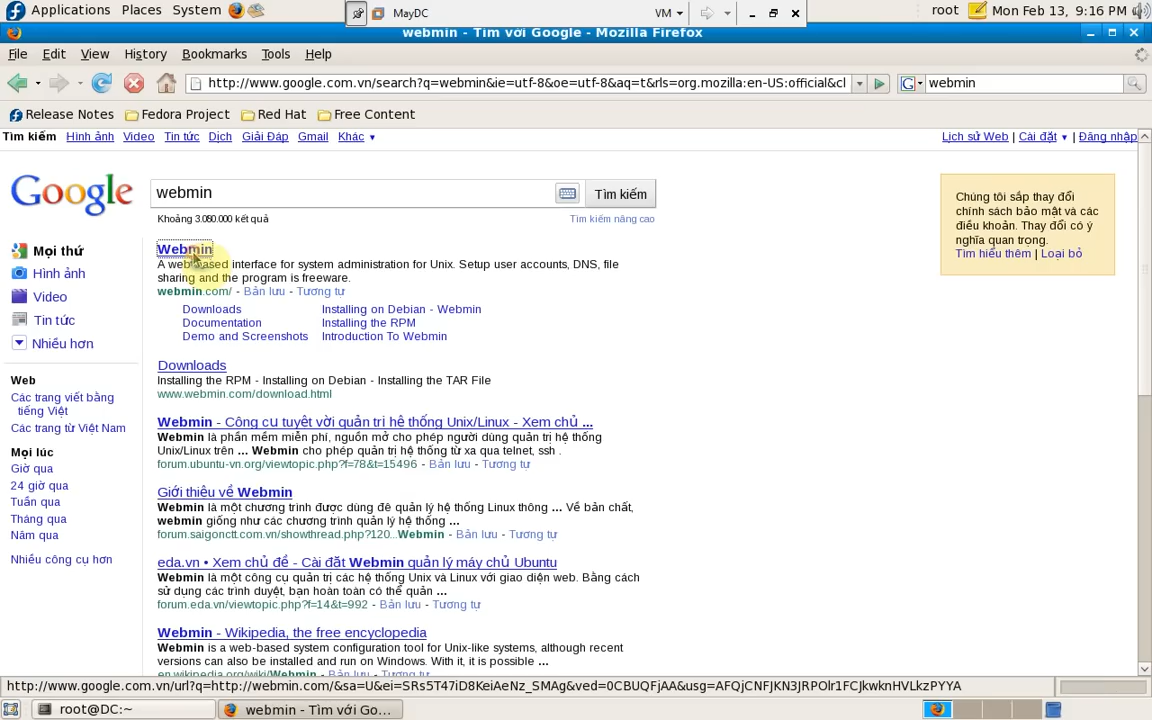 Applications Places System MayDC VM root Mon Feb 13, 9:16 PM
webmin - Tìm với Google - Mozilla Firefox
File Edit View History Bookmarks Tools Help
http://www.google.com.vn/search?q=webmin&ie=utf-8&oe=utf-8&aq=t&rls=org.mozilla:en-US:official&cl webmin
Release Notes Fedora Project Red Hat Free Content
Tìm kiếm Hình ảnh Video Tin tức Dịch Giải Đáp Gmail Khác Lịch sử Web | Cài đặt | Đăng nhập
Google webmin Tìm kiếm
Khoảng 3.080.000 kết quả Tìm kiếm nâng cao
Chúng tôi sắp thay đổi
chính sách bảo mật và các
điều khoản. Thay đổi có ý
nghĩa quan trọng.
Tìm hiểu thêm | Loại bỏ
Mọi thứ
Hình ảnh
Video
Tin tức
Nhiều hơn
Web
Các trang viết bằng
tiếng Việt
Các trang từ Việt Nam
Mọi lúc
Giờ qua
24 giờ qua
Tuần qua
Tháng qua
Năm qua
Nhiều công cụ hơn
Webmin
A web-based interface for system administration for Unix. Setup user accounts, DNS, file
sharing and the program is freeware.
webmin.com/ - Bản lưu - Tương tự
Downloads Installing on Debian - Webmin
Documentation Installing the RPM
Demo and Screenshots Introduction To Webmin
Downloads
Installing the RPM - Installing on Debian - Installing the TAR File
www.webmin.com/download.html
Webmin - Công cụ tuyệt vời quản trị hệ thống Unix/Linux - Xem chủ ...
Webmin là phần mềm miễn phí, nguồn mở cho phép người dùng quản trị hệ thống
Unix/Linux trên ... Webmin cho phép quản trị hệ thống từ xa qua telnet, ssh .
forum.ubuntu-vn.org/viewtopic.php?f=78&t=15496 - Bản lưu - Tương tự
Giới thiệu về Webmin
Webmin là một chương trình được dùng để quản lý hệ thống Linux thông ... Về bản chất,
webmin giống như các chương trình quản lý hệ thống ...
forum.saigonctt.com.vn/showthread.php?120...Webmin - Bản lưu - Tương tự
eda.vn • Xem chủ đề - Cài đặt Webmin quản lý máy chủ Ubuntu
Webmin là một công cụ quản trị các hệ thống Unix và Linux với giao diện web. Bằng cách
sử dụng các trình duyệt, bạn hoàn toàn có thể quản ...
forum.eda.vn/viewtopic.php?f=14&t=992 - Bản lưu - Tương tự
Webmin - Wikipedia, the free encyclopedia
Webmin is a web-based system configuration tool for Unix-like systems, although recent
versions can also be installed and run on Windows. With it, it is possible ...
en.wikipedia.org/wiki/Webmin - Bản lưu - Tương tự
http://www.google.com.vn/url?q=http://webmin.com/&sa=U&ei=SRs5T47iD8KeiAeNz_SMAg&ved=0CBUQFjAA&usg=AFQjCNFJKN3JRPOlr1FCJkwknHVLkzPYYA
root@DC:~ webmin - Tìm với Go...